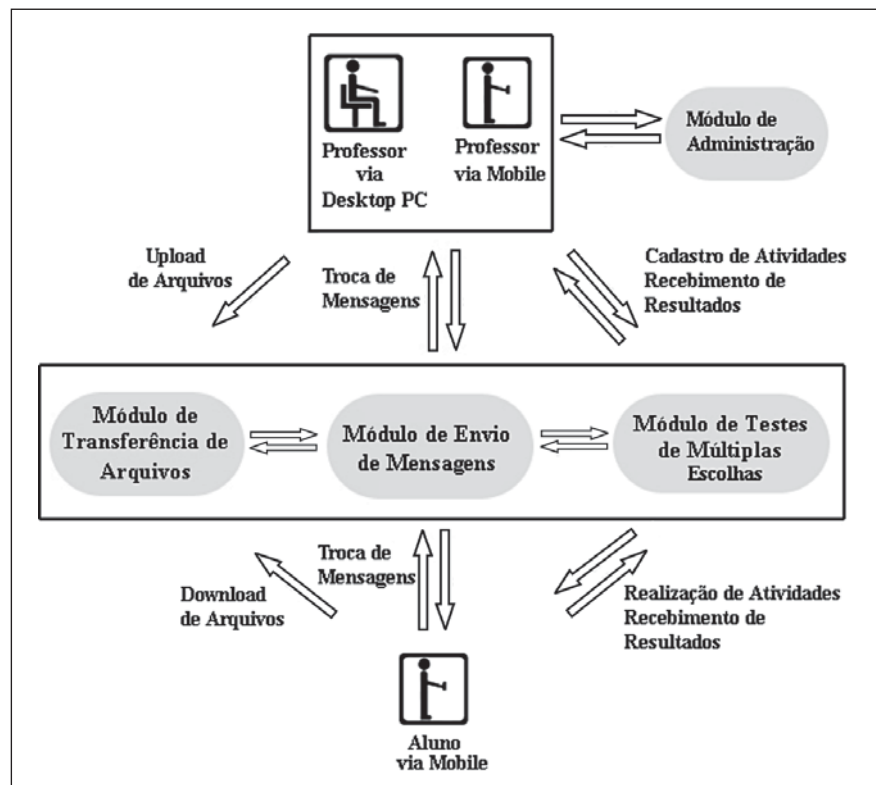 Professor
via
Desktop PC
Professor
via Mobile
Módulo de
Administração
Upload
de Arquivos
Troca de
Mensagens
Cadastro de Atividades
Recebimento de
Resultados
Módulo de
Transferência de
Arquivos
Módulo de Envio
de Mensagens
Módulo de Testes
de Múltiplas
Escolhas
Download
de Arquivos
Troca de
Mensagens
Realização de Atividades
Recebimento de
Resultados
Aluno
via Mobile